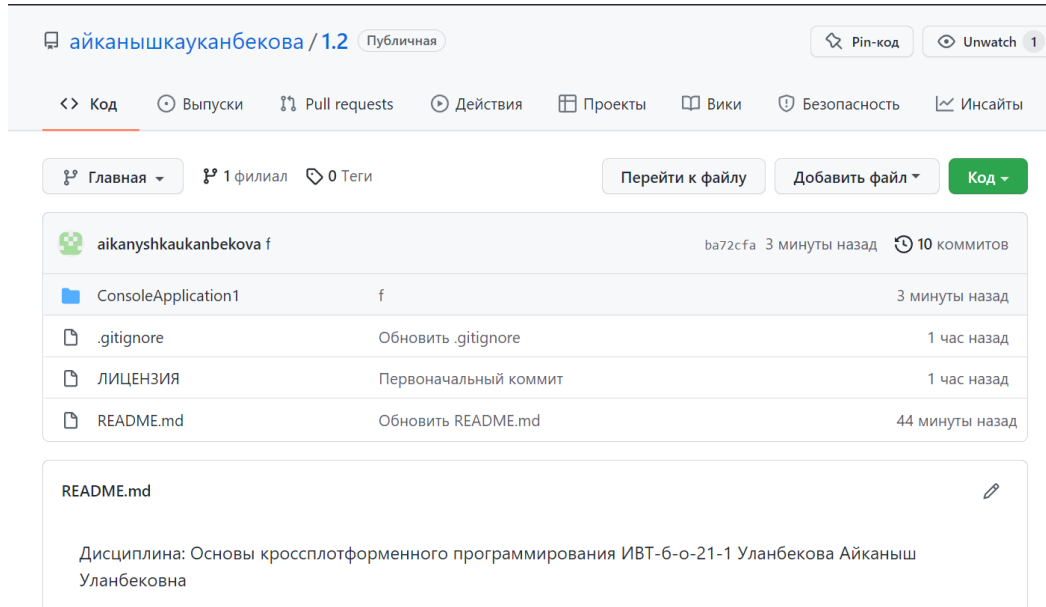 айканышкауканбекова / 1.2 Публичная Pin-код Unwatch 1
Код Выпуски Pull requests Действия Проекты Вики Безопасность Инсайты
Главная 1 филиал 0 Теги Перейти к файлу Добавить файл Код
aikanyshkaukanbekova f ba72cfa 3 минуты назад 10 коммитов
ConsoleApplication1 f 3 минуты назад
.gitignore Обновить .gitignore 1 час назад
ЛИЦЕНЗИЯ Первоначальный коммит 1 час назад
README.md Обновить README.md 44 минуты назад
README.md
Дисциплина: Основы кроссплотформенного программирования ИВТ-б-о-21-1 Уланбекова Айканыш
Уланбековна